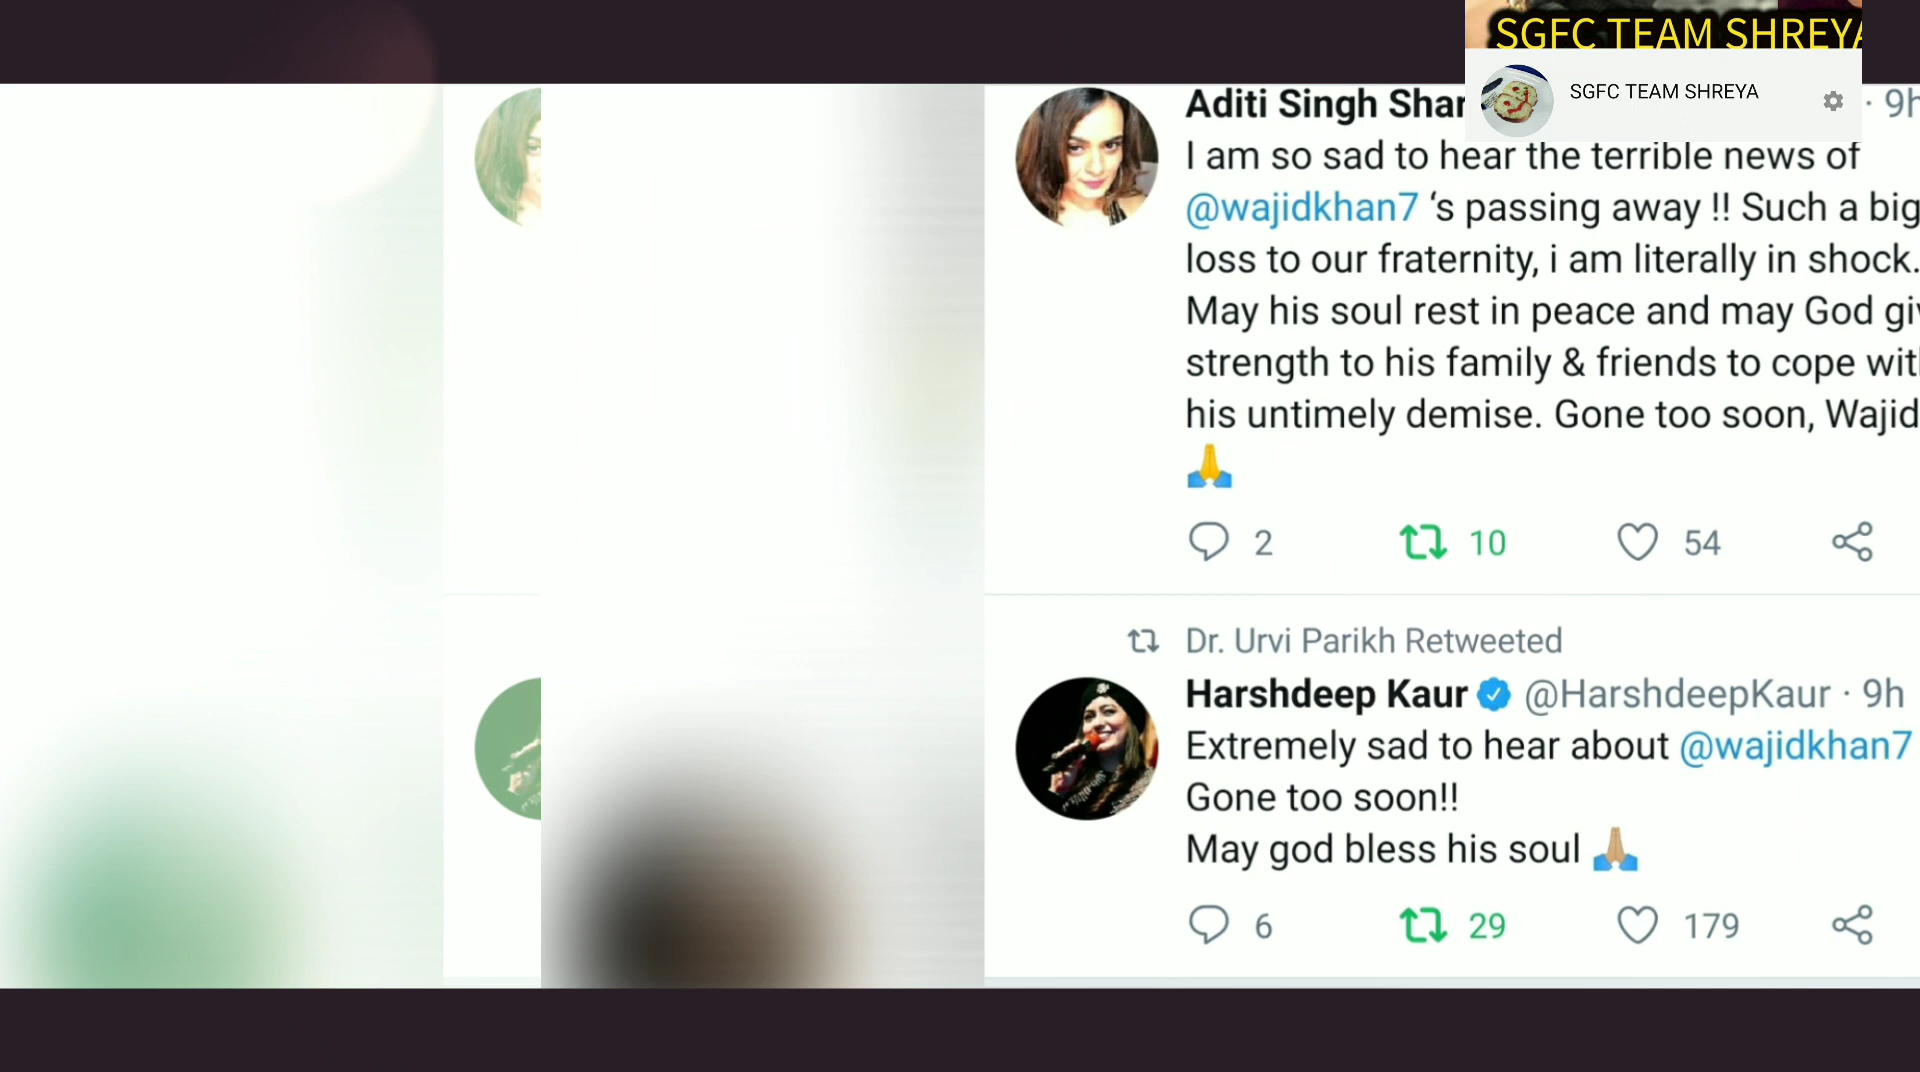 SGFC TEAM SHREYA
SGFC TEAM SHREYA
Aditi Singh Shar · 9h
I am so sad to hear the terrible news of
@wajidkhan7 ‘s passing away !! Such a big
loss to our fraternity, i am literally in shock.
May his soul rest in peace and may God giv
strength to his family & friends to cope with
his untimely demise. Gone too soon, Wajid
🙏
2 10 54
Dr. Urvi Parikh Retweeted
Harshdeep Kaur @HarshdeepKaur · 9h
Extremely sad to hear about @wajidkhan7
Gone too soon!!
May god bless his soul 🙏🏽
6 29 179